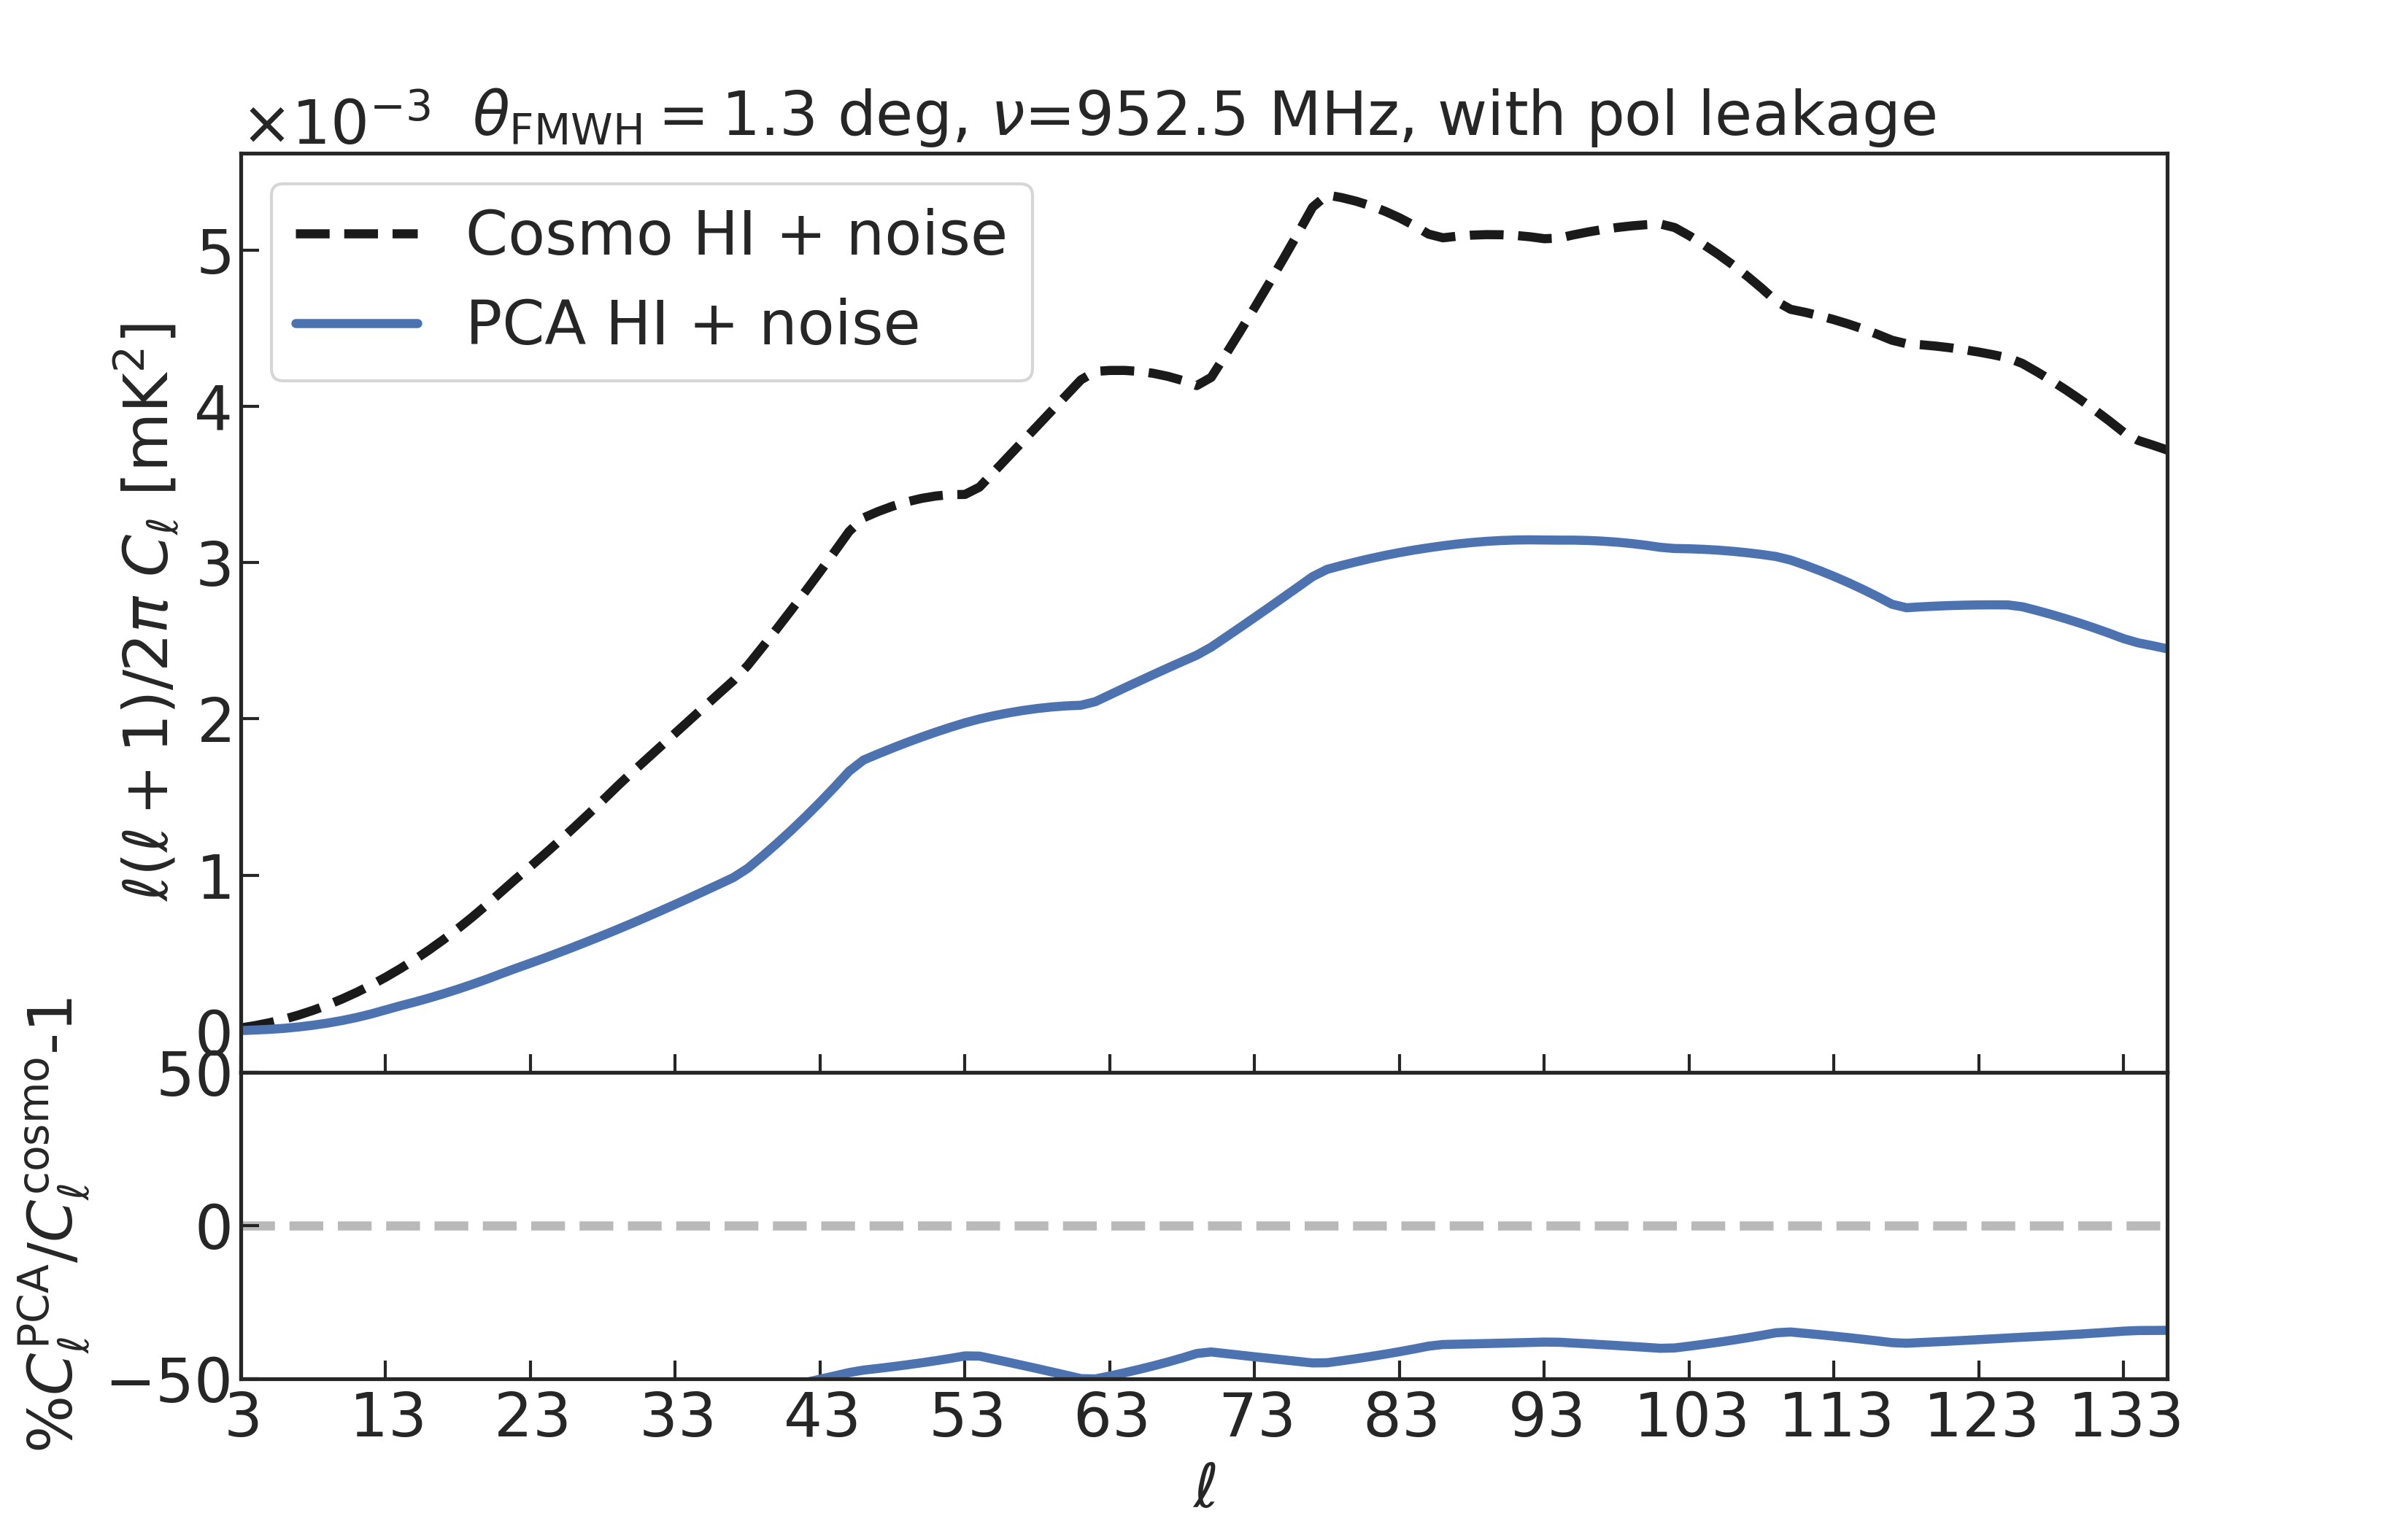 ×10⁻³ θ_FMWH = 1.3 deg, ν=952.5 MHz, with pol leakage
Cosmo HI + noise
PCA HI + noise
ℓ(ℓ + 1)/2π C_ℓ [mK²]
5
4
3
2
1
0
%C_ℓ^PCA/C_ℓ^cosmo-1
50
0
−50
3 13 23 33 43 53 63 73 83 93 103 113 123 133
ℓ